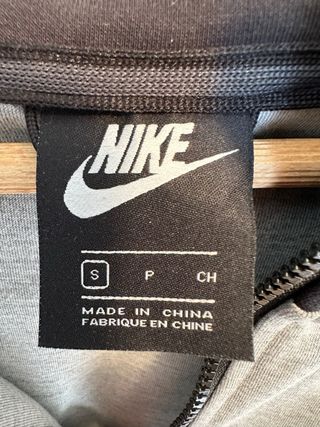 NIKE
S P CH
MADE IN CHINA
FABRIQUE EN CHINE